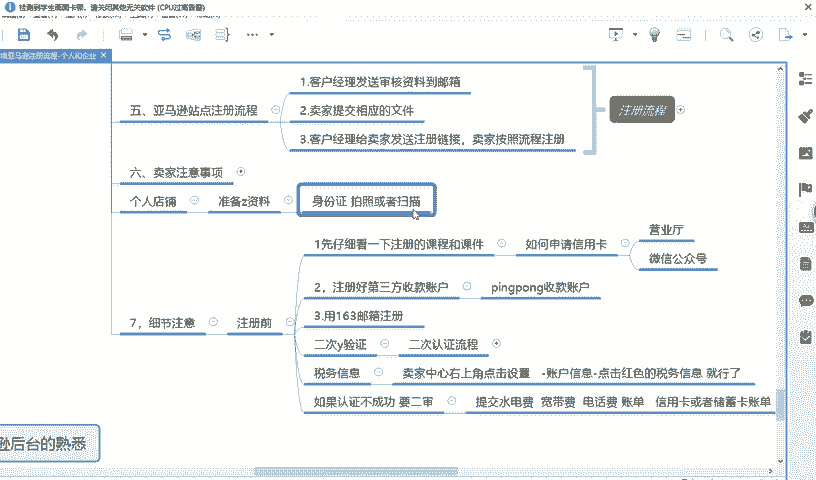 检测到学生画面卡顿，请关闭其他无关软件 (CPU过高警报)
境亚马逊注册流程-个人和企业
五、亚马逊站点注册流程
1.客户经理发送审核资料到邮箱
2.卖家提交相应的文件
3.客户经理给卖家发送注册链接，卖家按照流程注册
注册流程
六、卖家注意事项
个人店铺
准备z资料
身份证 拍照或者扫描
7，细节注意
注册前
1先仔细看一下注册的课程和课件
如何申请信用卡
营业厅
微信公众号
2，注册好第三方收款账户
pingpong收款账户
3.用163邮箱注册
二次y验证
二次认证流程
税务信息
卖家中心右上角点击设置 -账户信息-点击红色的税务信息 就行了
如果认证不成功 要二审
提交水电费 宽带费 电话费 账单 信用卡或者储蓄卡账单
逊后台的熟悉